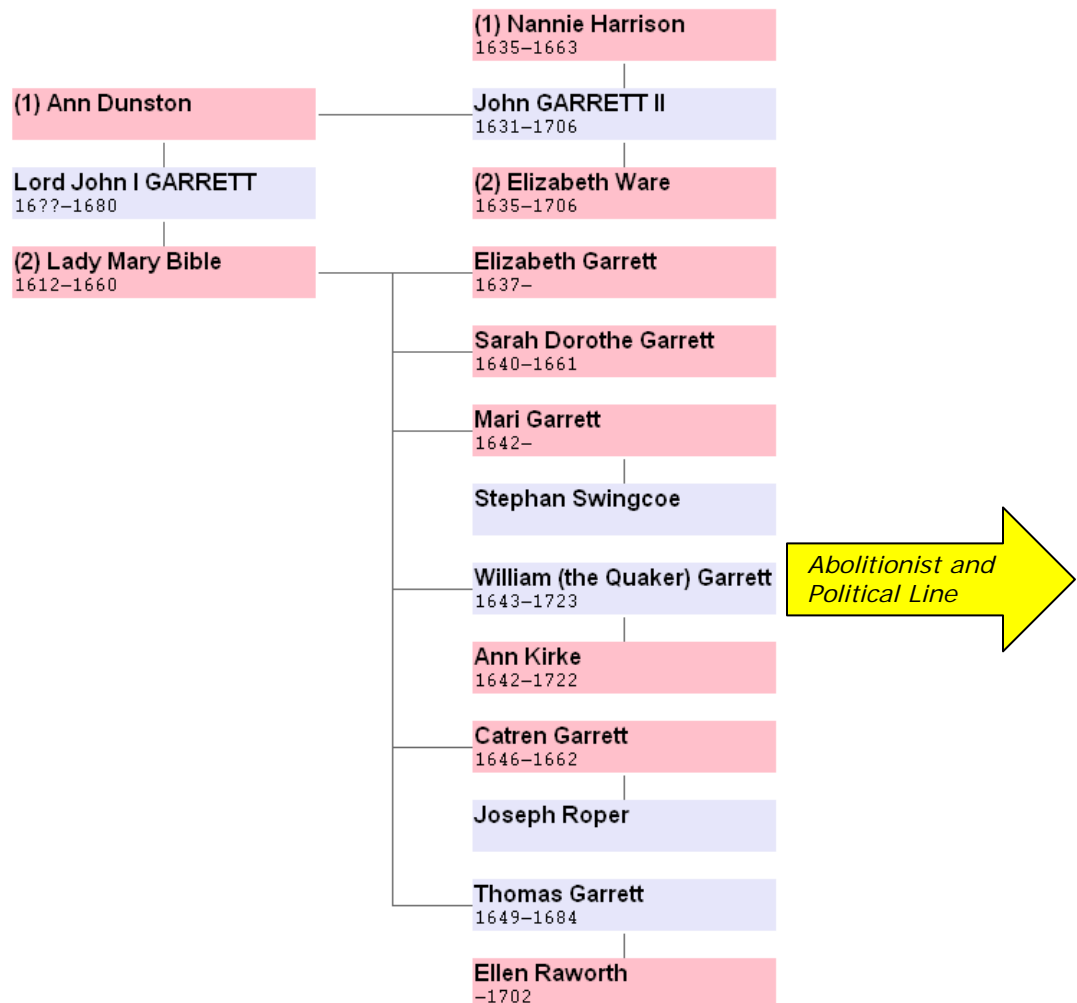 (1) Ann Dunston
Lord John I GARRETT
16??–1680
(2) Lady Mary Bible
1612–1660
(1) Nannie Harrison
1635–1663
John GARRETT II
1631–1706
(2) Elizabeth Ware
1635–1706
Elizabeth Garrett
1637–
Sarah Dorothe Garrett
1640–1661
Mari Garrett
1642–
Stephan Swingcoe
William (the Quaker) Garrett
1643–1723
Ann Kirke
1642–1722
Catren Garrett
1646–1662
Joseph Roper
Thomas Garrett
1649–1684
Ellen Raworth
–1702
Abolitionist and
Political Line